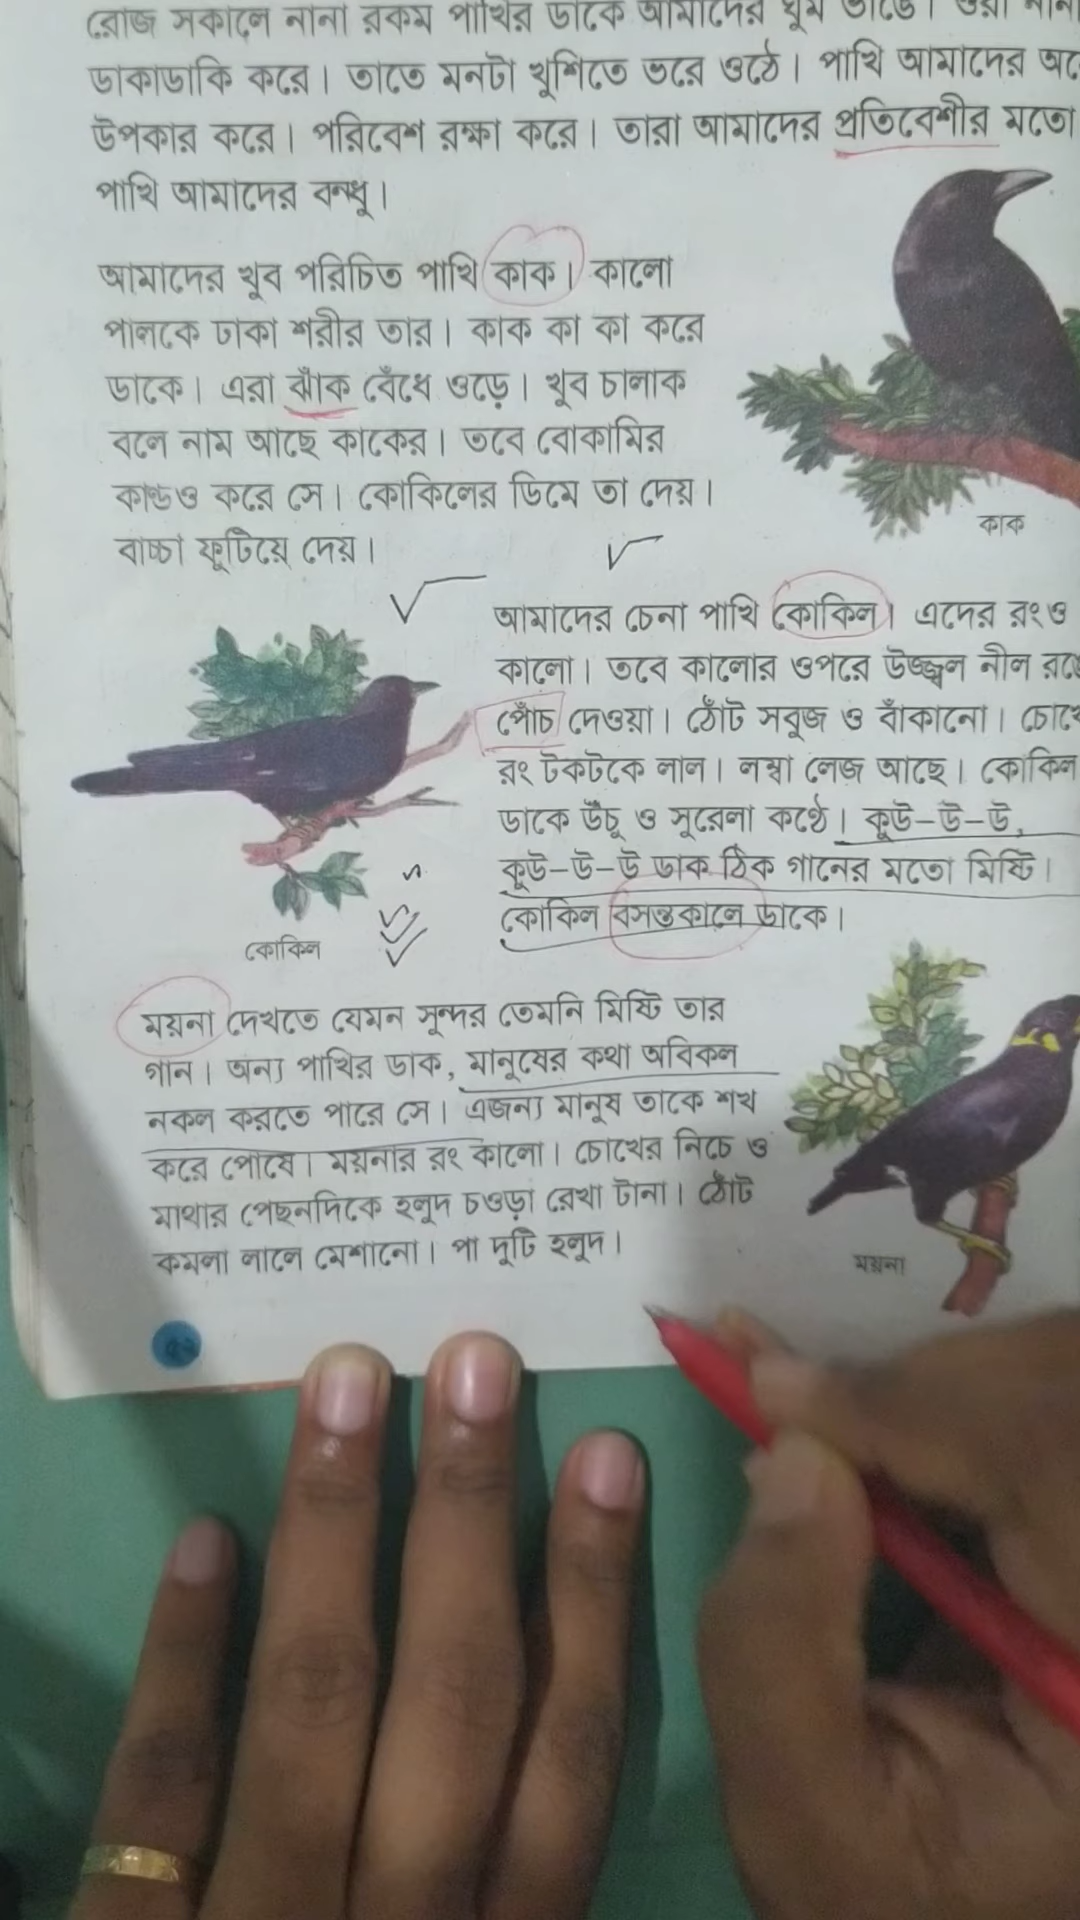 রোজ সকালে নানা রকম পাখির ডাকে আমাদের ঘুম ভাঙে। ওরা
ডাকাডাকি করে। তাতে মনটা খুশিতে ভরে ওঠে। পাখি আমাদের
উপকার করে। পরিবেশ রক্ষা করে। তারা আমাদের প্রতিবেশীর মতো
পাখি আমাদের বন্ধু।
আমাদের খুব পরিচিত পাখি কাক। কালো
পালকে ঢাকা শরীর তার। কাক কা কা করে
ডাকে। এরা ঝাঁক বেঁধে ওড়ে। খুব চালাক
বলে নাম আছে কাকের। তবে বোকামির
কাণ্ডও করে সে। কোকিলের ডিমে তা দেয়।
বাচ্চা ফুটিয়ে দেয়।
কাক
আমাদের চেনা পাখি কোকিল। এদের রংও
কালো। তবে কালোর ওপরে উজ্জ্বল নীল
পোঁচ দেওয়া। ঠোঁট সবুজ ও বাঁকানো।
রং টকটকে লাল। লম্বা লেজ আছে। কোকিল
ডাকে উঁচু ও সুরেলা কণ্ঠে। কুউ-উ-উ,
কুউ-উ-উ ডাক ঠিক গানের মতো মিষ্টি।
কোকিল বসন্তকালে ডাকে।
কোকিল
ময়না দেখতে যেমন সুন্দর তেমনি মিষ্টি তার
গান। অন্য পাখির ডাক, মানুষের কথা অবিকল
নকল করতে পারে সে। এজন্য মানুষ তাকে শখ
করে পোষে। ময়নার রং কালো। চোখের নিচে ও
মাথার পেছনদিকে হলুদ চওড়া রেখা টানা। ঠোঁট
কমলা লালে মেশানো। পা দুটি হলুদ।
ময়না